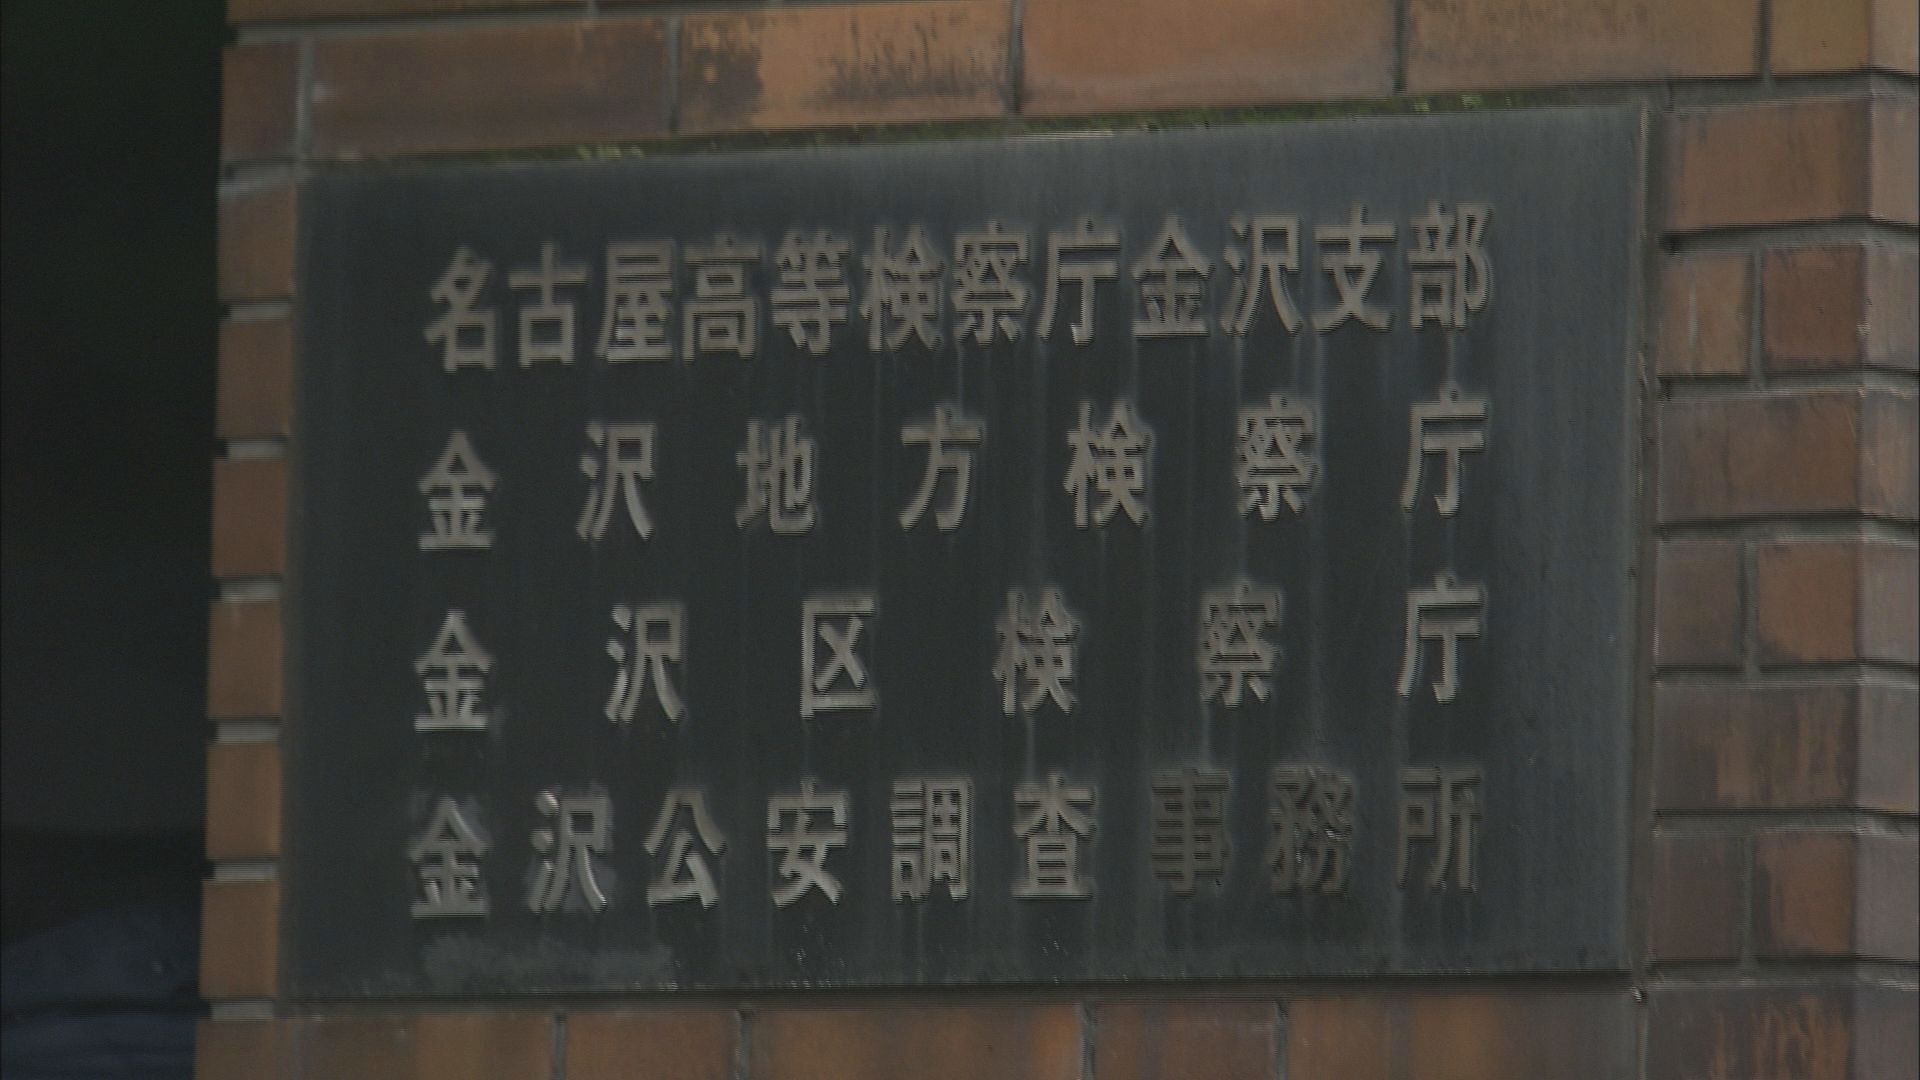 名古屋高等検察庁金沢支部
金沢地方検察庁
金沢区検察庁
金沢公安調査事務所